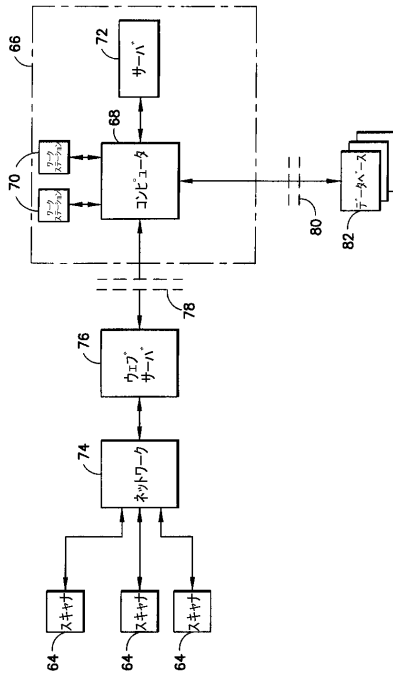 66
70
ワーク
ステーション
ワーク
ステーション
68
コンピュータ
72
サーバ
78
76
ウェブ
サーバ
74
ネットワーク
64
スキャナ
64
スキャナ
64
スキャナ
80
82
データベース